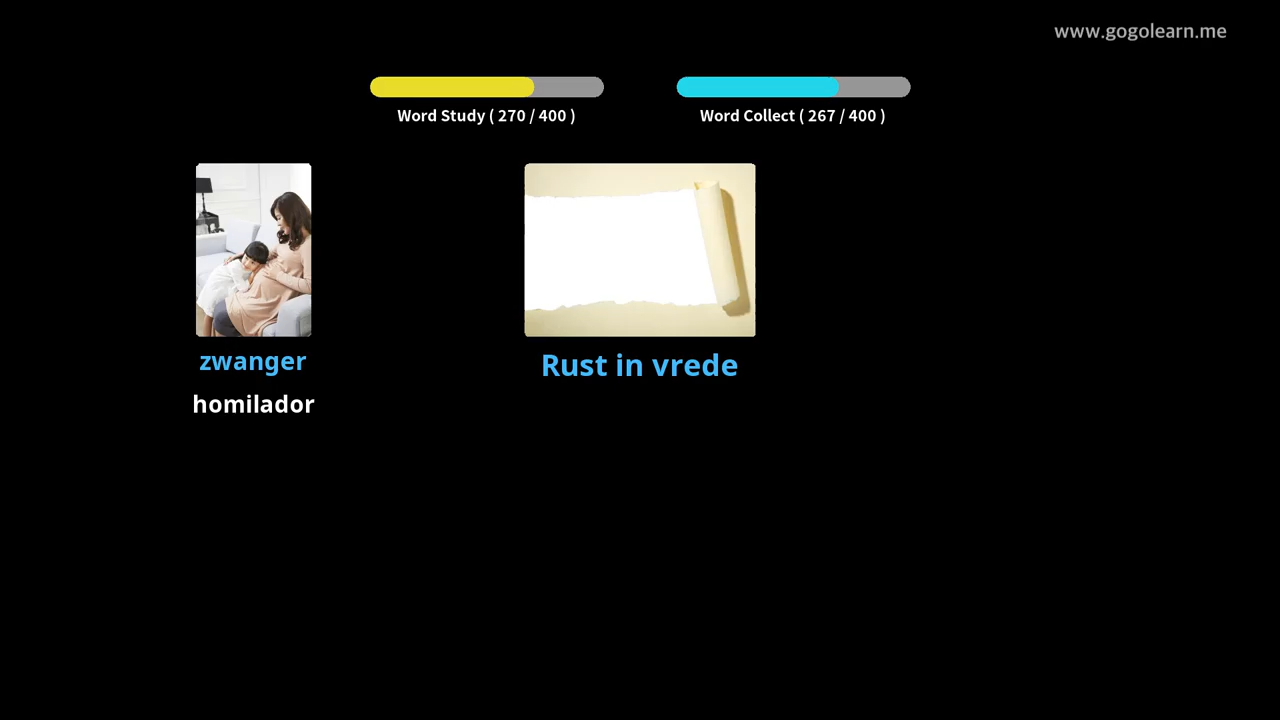 www.gogolearn.me
Word Study ( 270 / 400 )
Word Collect ( 267 / 400 )
zwanger
homilador
Rust in vrede